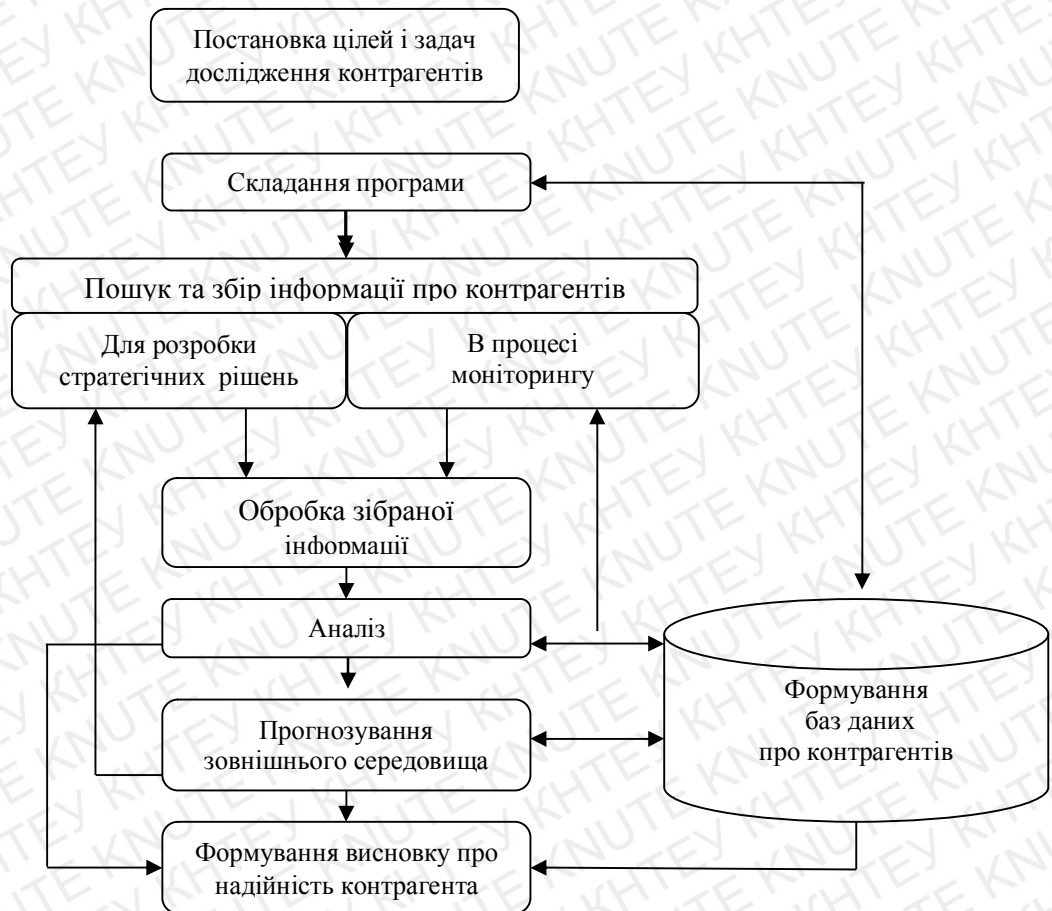 Постановка цілей і задач
дослідження контрагентів
Складання програми
Пошук та збір інформації про контрагентів
Для розробки
стратегічних рішень
В процесі
моніторингу
Обробка зібраної
інформації
Аналіз
Прогнозування
зовнішнього середовища
Формування
баз даних
про контрагентів
Формування висновку про
надійність контрагента